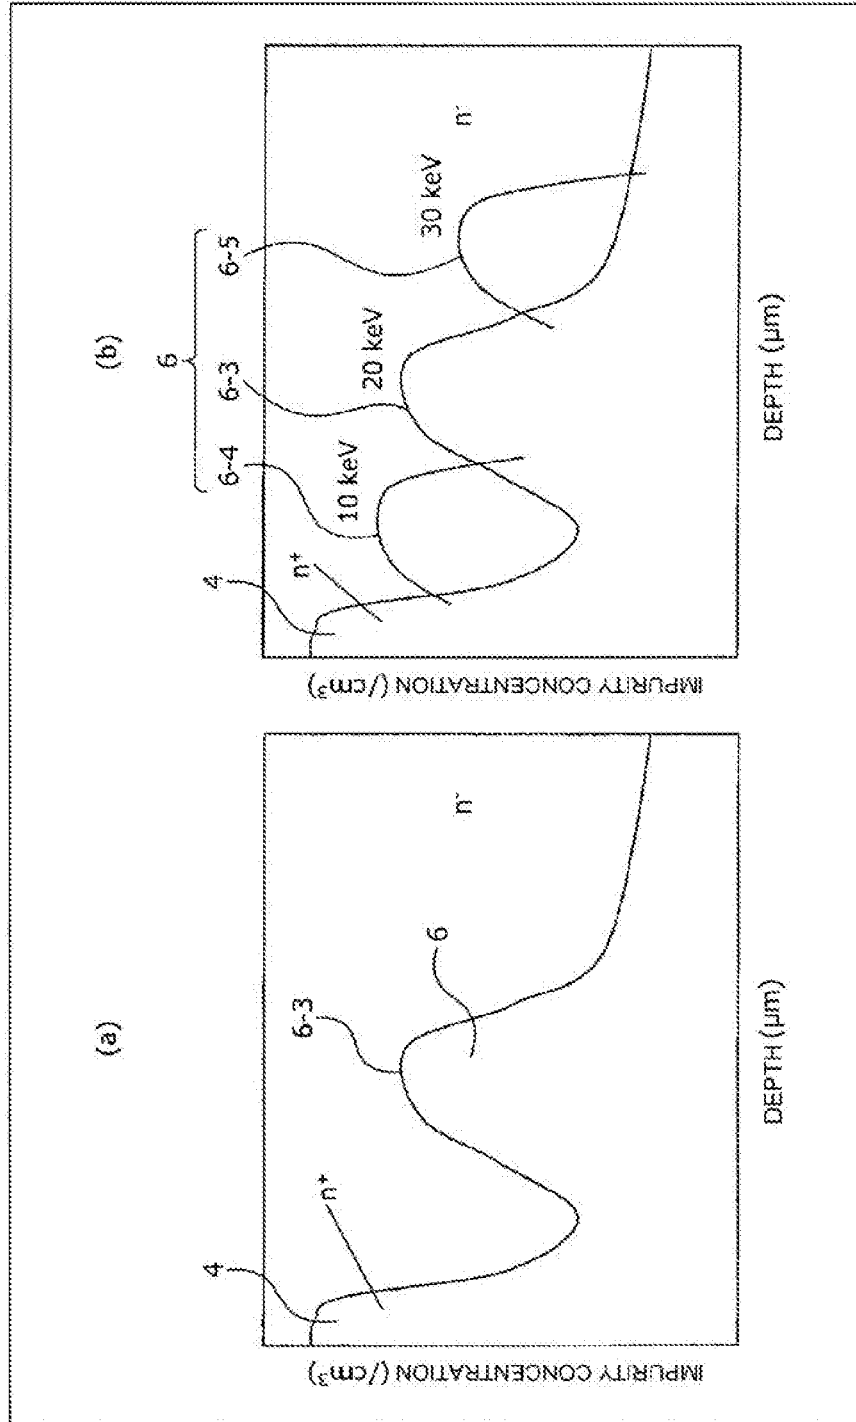 (a)
4
n⁺
6-3
6
n⁻
IMPURITY CONCENTRATION (/cm³)
DEPTH (µm)
(b)
6
4
6-4
6-3
6-5
n⁺
10 keV
20 keV
30 keV
n⁻
IMPURITY CONCENTRATION (/cm³)
DEPTH (µm)